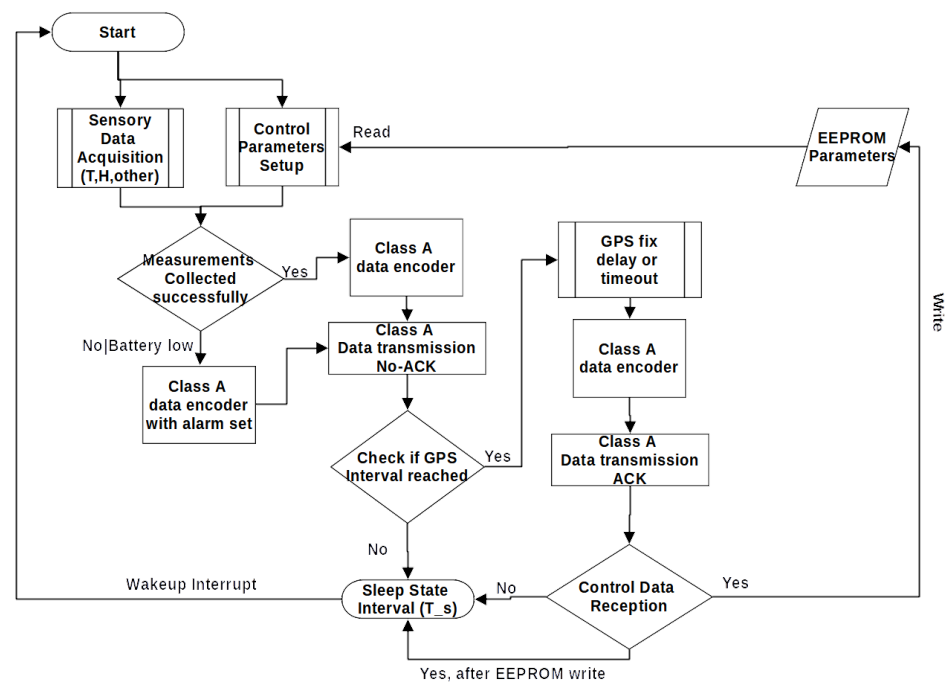 Start
Sensory
Data
Acquisition
(T,H,other)
Control
Parameters
Setup
Read
EEPROM
Parameters
Measurements
Collected
successfully
Yes
Class A
data encoder
GPS fix
delay or
timeout
Write
No|Battery low
Class A
Data transmission
No-ACK
Class A
data encoder
Class A
data encoder
with alarm set
Check if GPS
Interval reached
Yes
Class A
Data transmission
ACK
No
Wakeup Interrupt
Sleep State
Interval (T_s)
No
Control Data
Reception
Yes
Yes, after EEPROM write